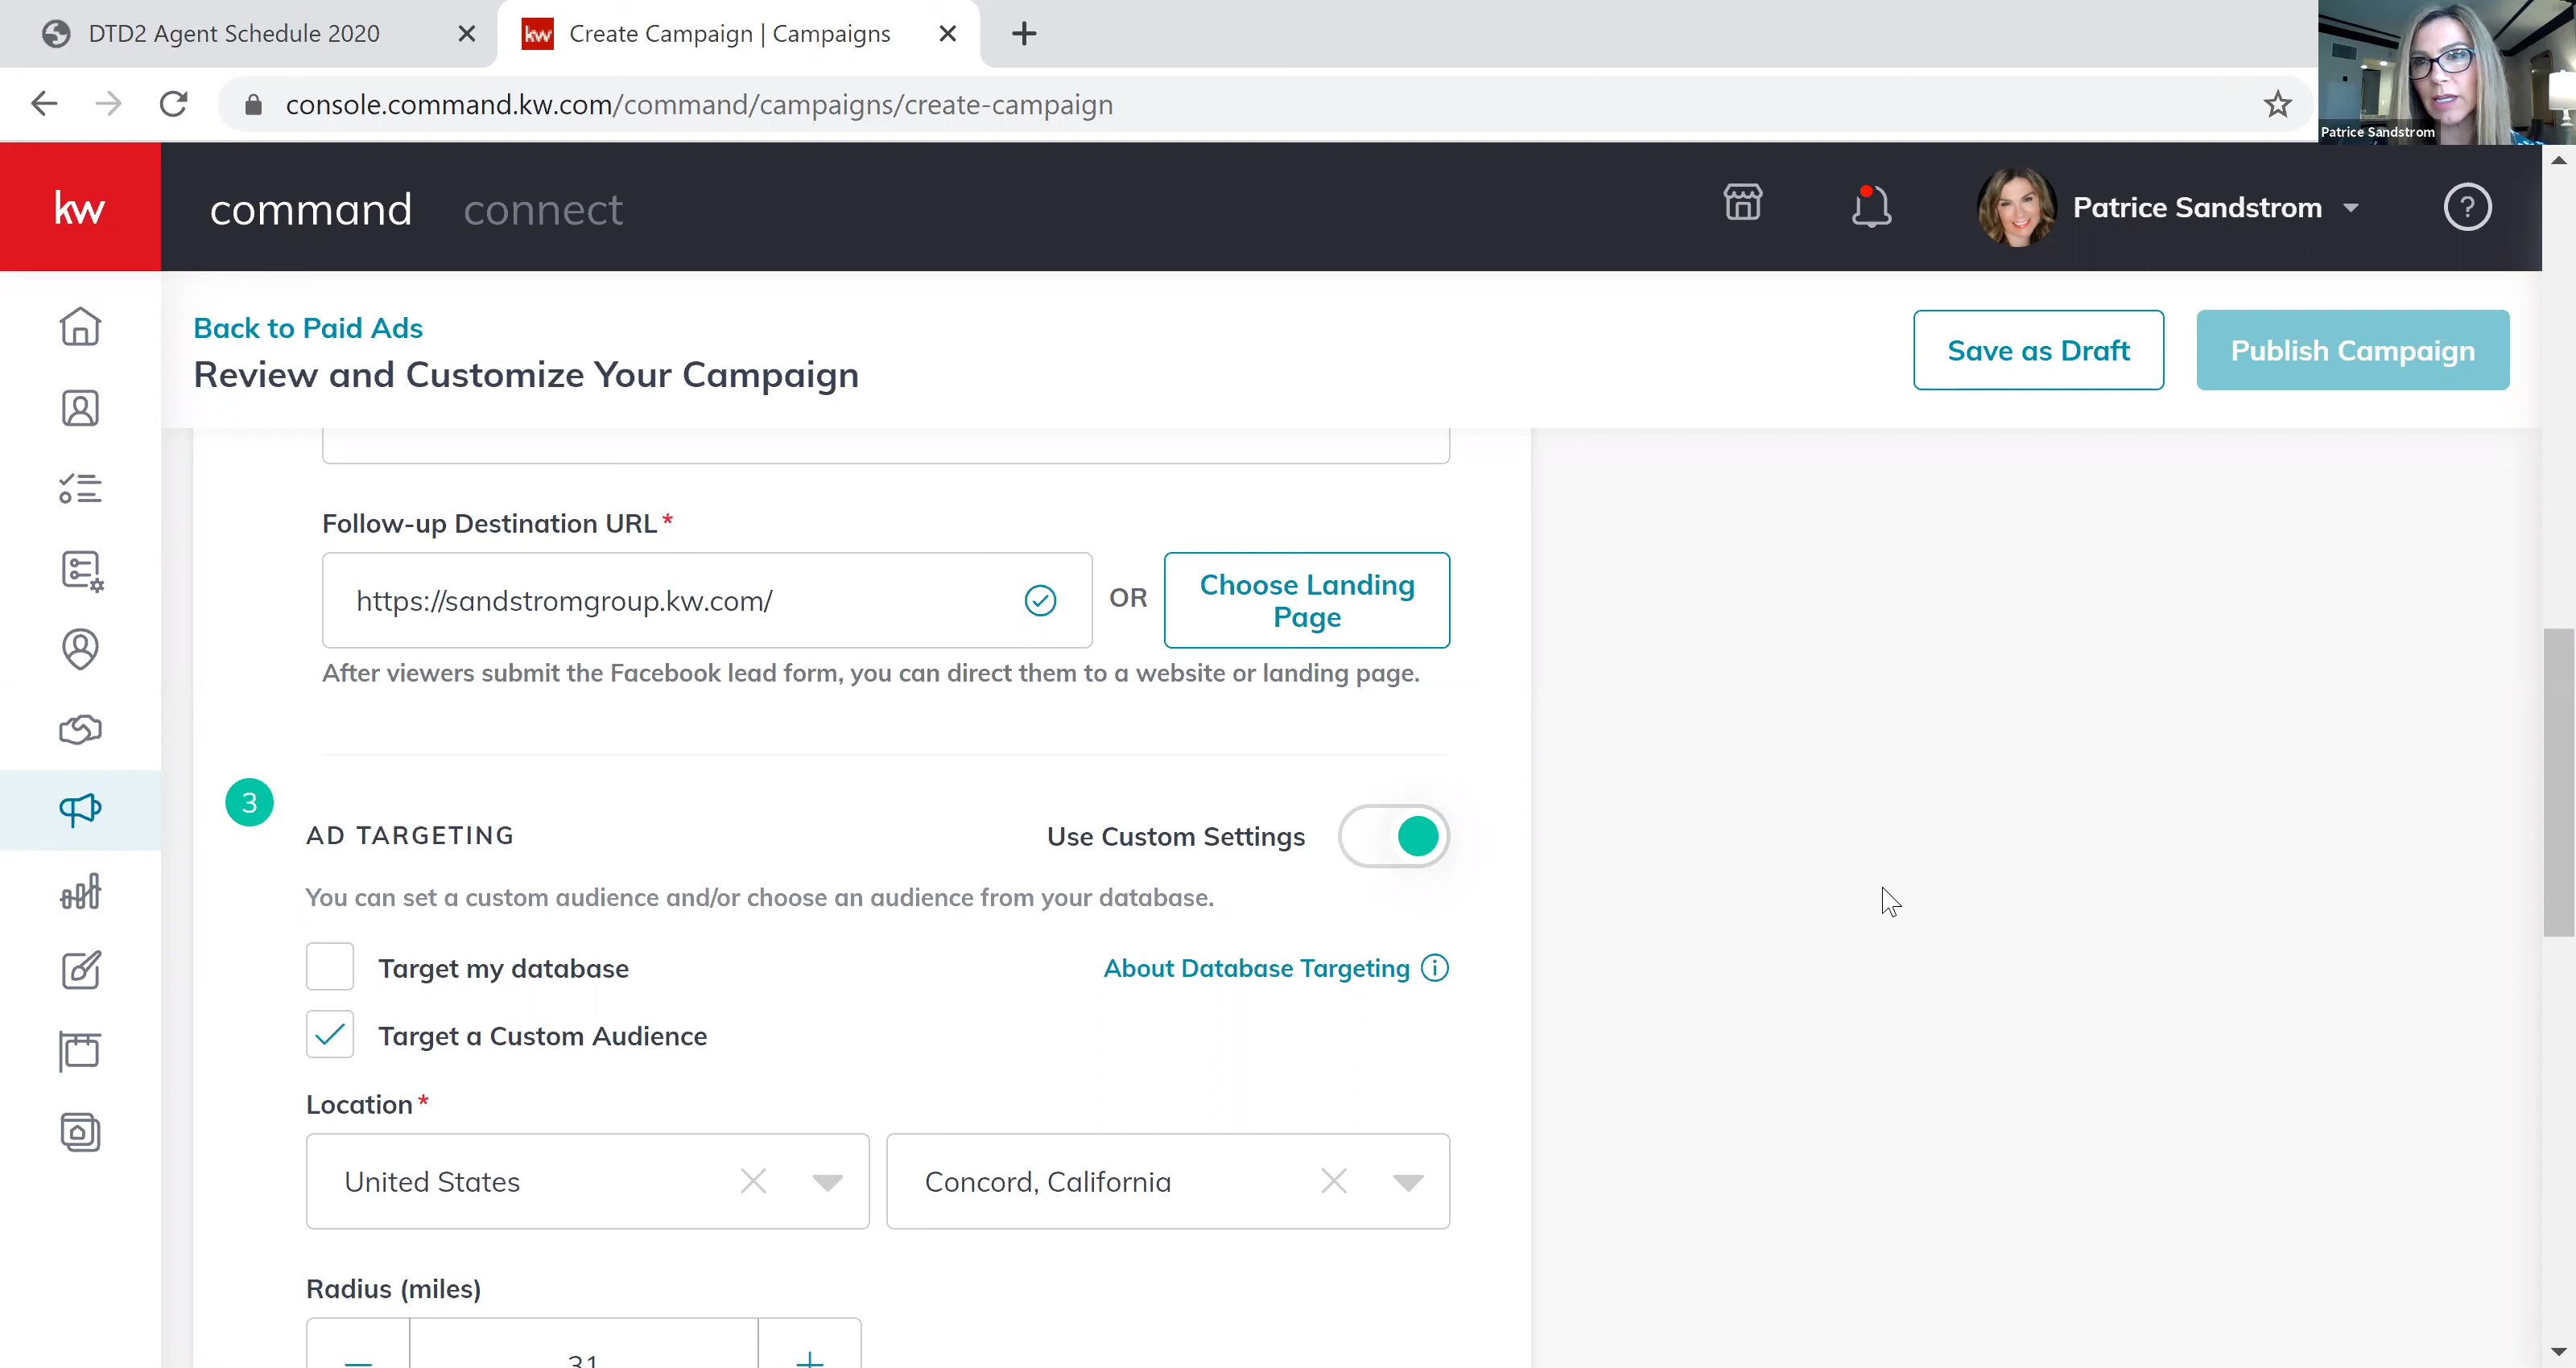 DTD2 Agent Schedule 2020
kw Create Campaign | Campaigns
console.command.kw.com/command/campaigns/create-campaign
Patrice Sandstrom
kw command connect
Patrice Sandstrom
?
Back to Paid Ads
Review and Customize Your Campaign
Save as Draft
Publish Campaign
Follow-up Destination URL*
https://sandstromgroup.kw.com/
OR
Choose Landing
Page
After viewers submit the Facebook lead form, you can direct them to a website or landing page.
3
AD TARGETING
Use Custom Settings
You can set a custom audience and/or choose an audience from your database.
Target my database
About Database Targeting
Target a Custom Audience
Location*
United States
Concord, California
Radius (miles)
31